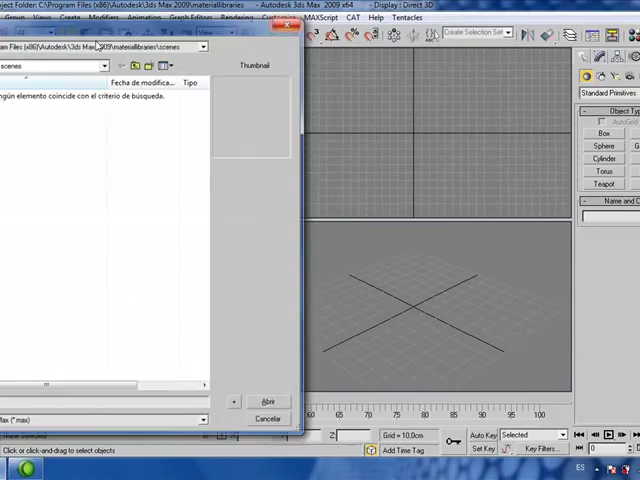 oject Folder: C:\Program Files (x86)\Autodesk\3ds Max 2009\materiallibraries - Autodesk 3ds Max 2009 x64 - Display : Direct 3D
Group Views Create Modifiers Animation Graph Editors Rendering Customize MAXScript CAT Help Tentacles
am Files (x86)\Autodesk\3ds Max 2009\materiallibraries\scenes
scenes
Thumbnail
Fecha de modifica... Tipo
ngún elemento coincide con el criterio de búsqueda.
Create Selection Set
Standard Primitives
Object Ty
AutoGrid
Box
Sphere G
Cylinder
Torus
Teapot
Name and C
+ Abrir
Max (*.max) Cancelar
60 65 70 75 80 85 90 95 100
Z: Grid = 10,0cm
Add Time Tag
Auto Key Selected
Set Key Key Filters...
0
Click or click-and-drag to select objects
ES